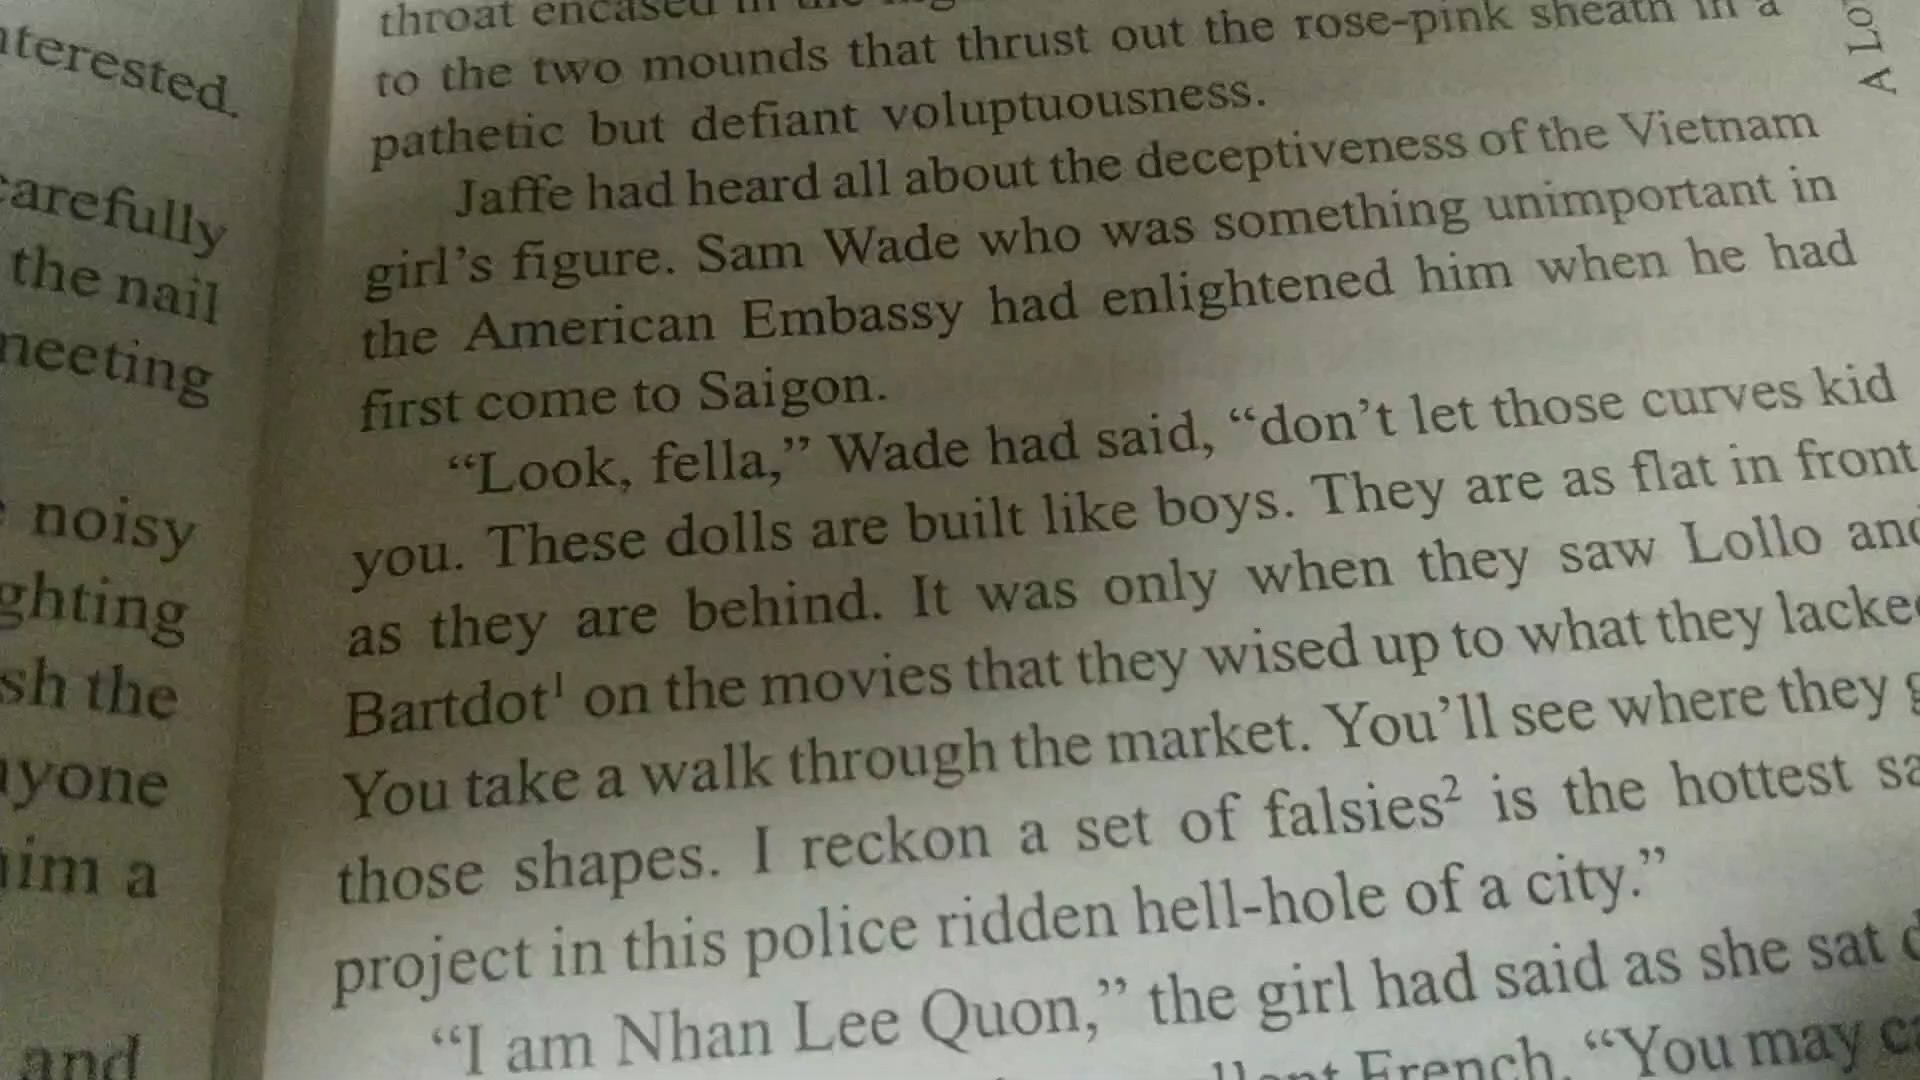 nterested.
carefully
the nail
neeting
noisy
ghting
sh the
yone
him a
and
throat encased in the
to the two mounds that thrust out the rose-pink sheath in a
pathetic but defiant voluptuousness.
Jaffe had heard all about the deceptiveness of the Vietnam
girl's figure. Sam Wade who was something unimportant in
the American Embassy had enlightened him when he had
first come to Saigon.
“Look, fella,” Wade had said, “don't let those curves kid
you. These dolls are built like boys. They are as flat in front
as they are behind. It was only when they saw Lollo and
Bartdot¹ on the movies that they wised up to what they lacke
You take a walk through the market. You'll see where they g
those shapes. I reckon a set of falsies² is the hottest sa
project in this police ridden hell-hole of a city.”
“I am Nhan Lee Quon,” the girl had said as she sat d
French. “You may ca
A Lo